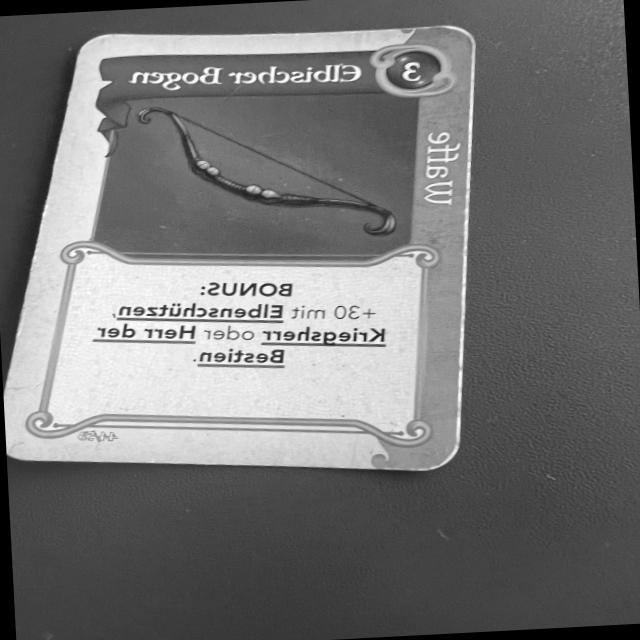 3
Elbischer Bogen
Waffe
BONUS:
+30 mit Elbenschützen,
Kriegsherr oder Herr der
Bestien.